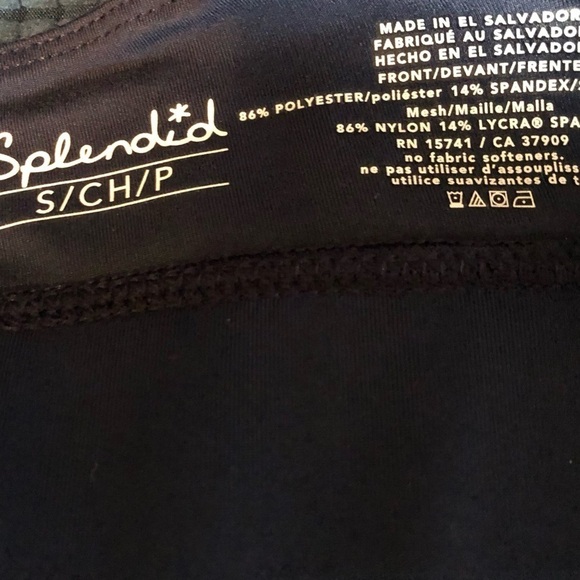 Splendid
S/CH/P
MADE IN EL SALVADOR
FABRIQUÉ AU SALVADOR
HECHO EN EL SALVADOR
FRONT/DEVANT/FRENTE
86% POLYESTER/poliéster 14% SPANDEX/
Mesh/Maille/Malla
86% NYLON 14% LYCRA® SPA
RN 15741 / CA 37909
no fabric softeners.
ne pas utiliser d'assoupliss
utilice suavizantes de t